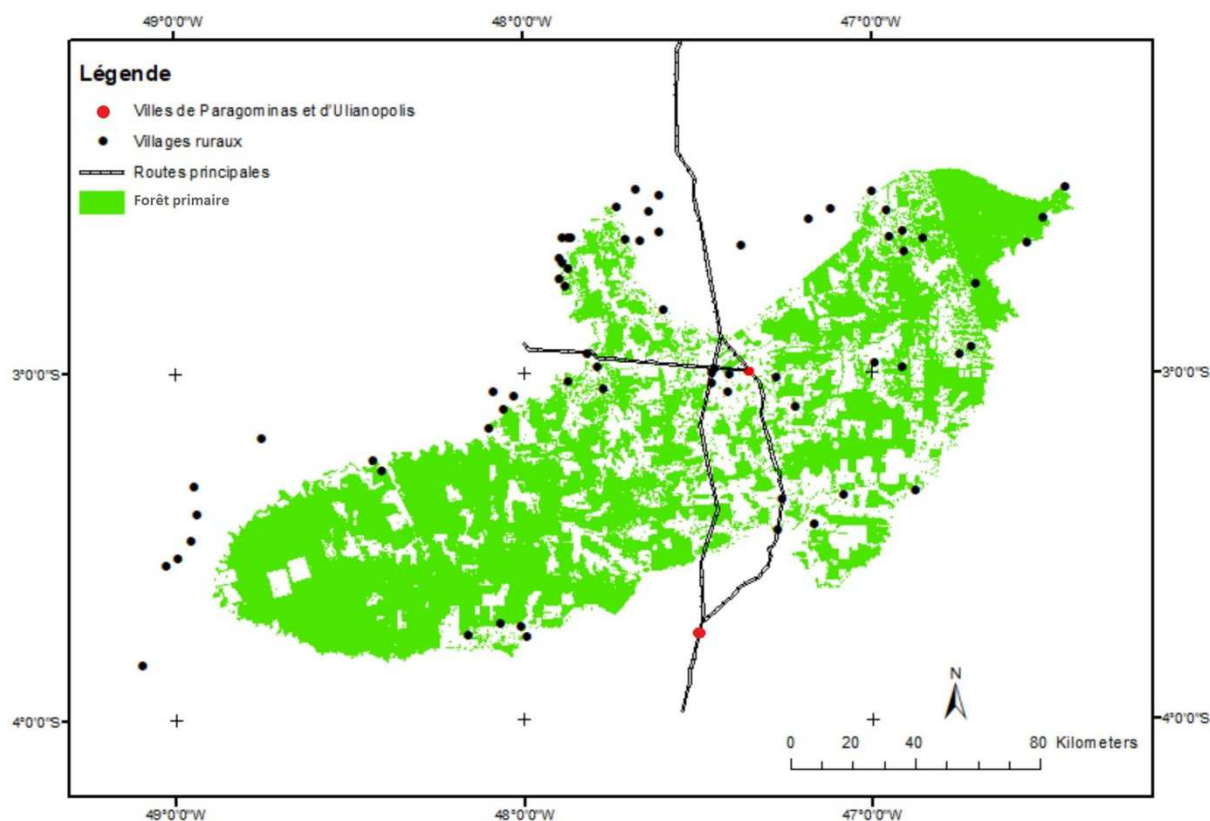 49°0'0"W 48°0'0"W 47°0'0"W
Légende
Villes de Paragominas et d'Ulianopolis
Villages ruraux
Routes principales
Forêt primaire
3°0'0"S 3°0'0"S
N
4°0'0"S 4°0'0"S
0 20 40 80 Kilometers
49°0'0"W 48°0'0"W 47°0'0"W